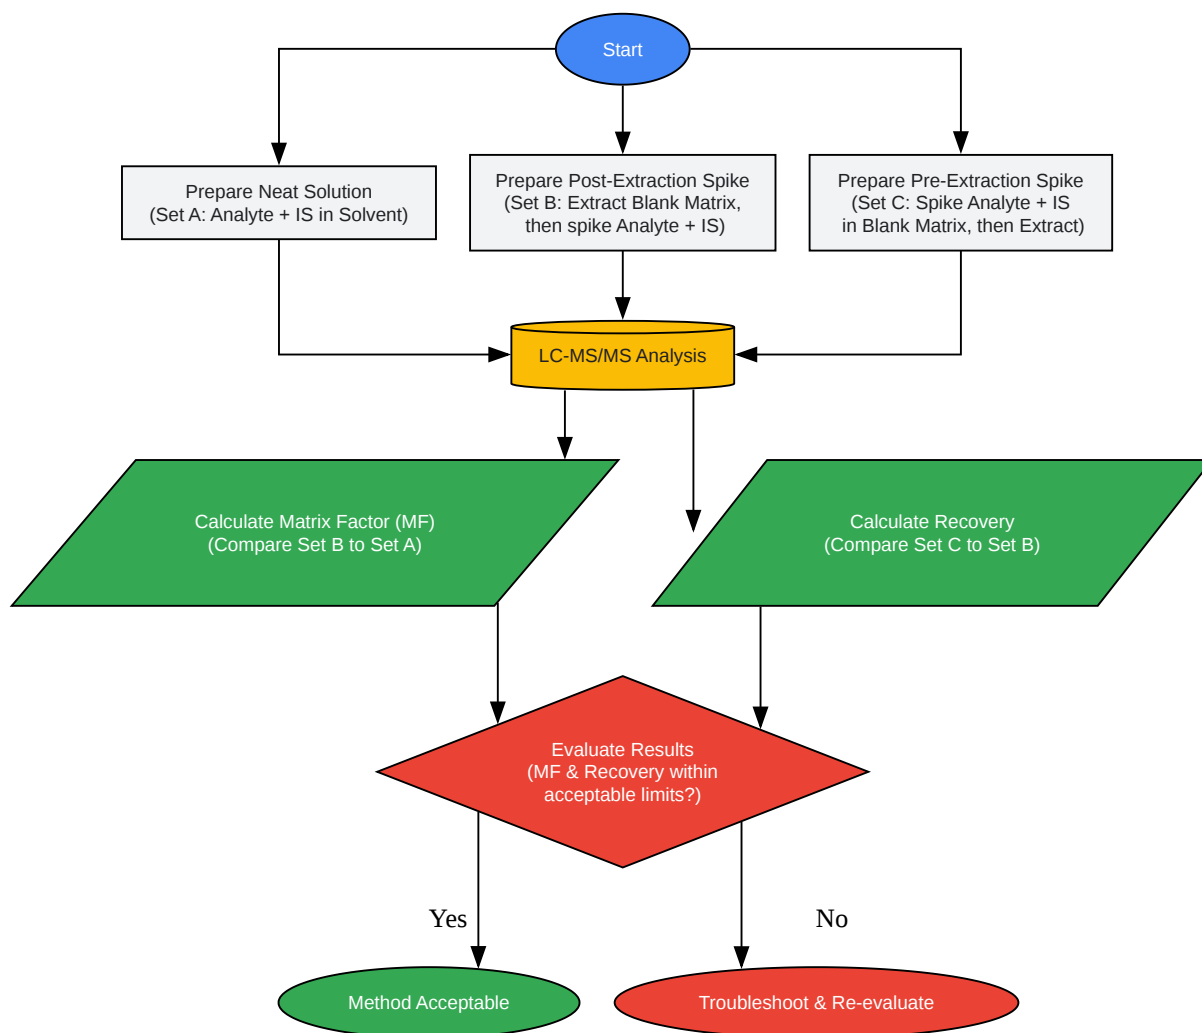 Start
Prepare Neat Solution
(Set A: Analyte + IS in Solvent)
Prepare Post-Extraction Spike
(Set B: Extract Blank Matrix,
then spike Analyte + IS)
Prepare Pre-Extraction Spike
(Set C: Spike Analyte + IS
in Blank Matrix, then Extract)
LC-MS/MS Analysis
Calculate Matrix Factor (MF)
(Compare Set B to Set A)
Calculate Recovery
(Compare Set C to Set B)
Evaluate Results
(MF & Recovery within
acceptable limits?)
Yes
No
Method Acceptable
Troubleshoot & Re-evaluate